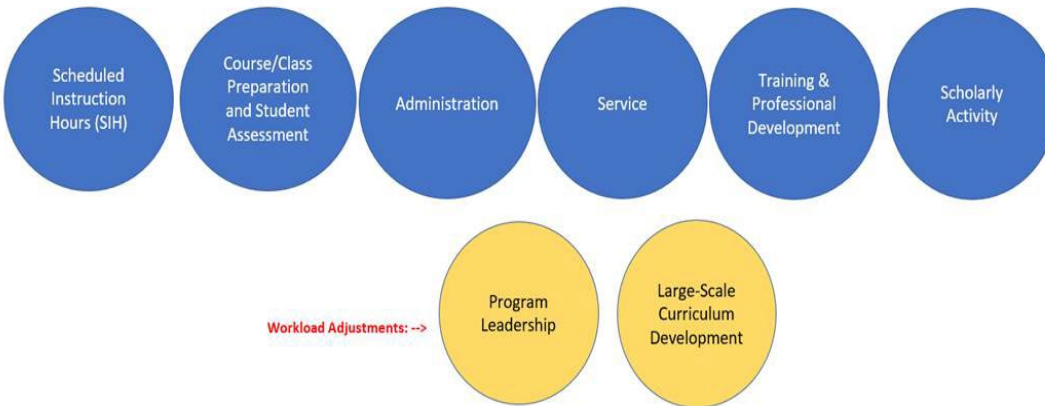 Scheduled
Instruction
Hours (SIH)
Course/Class
Preparation
and Student
Assessment
Administration
Service
Training &
Professional
Development
Scholarly
Activity
Workload Adjustments: -->
Program
Leadership
Large-Scale
Curriculum
Development